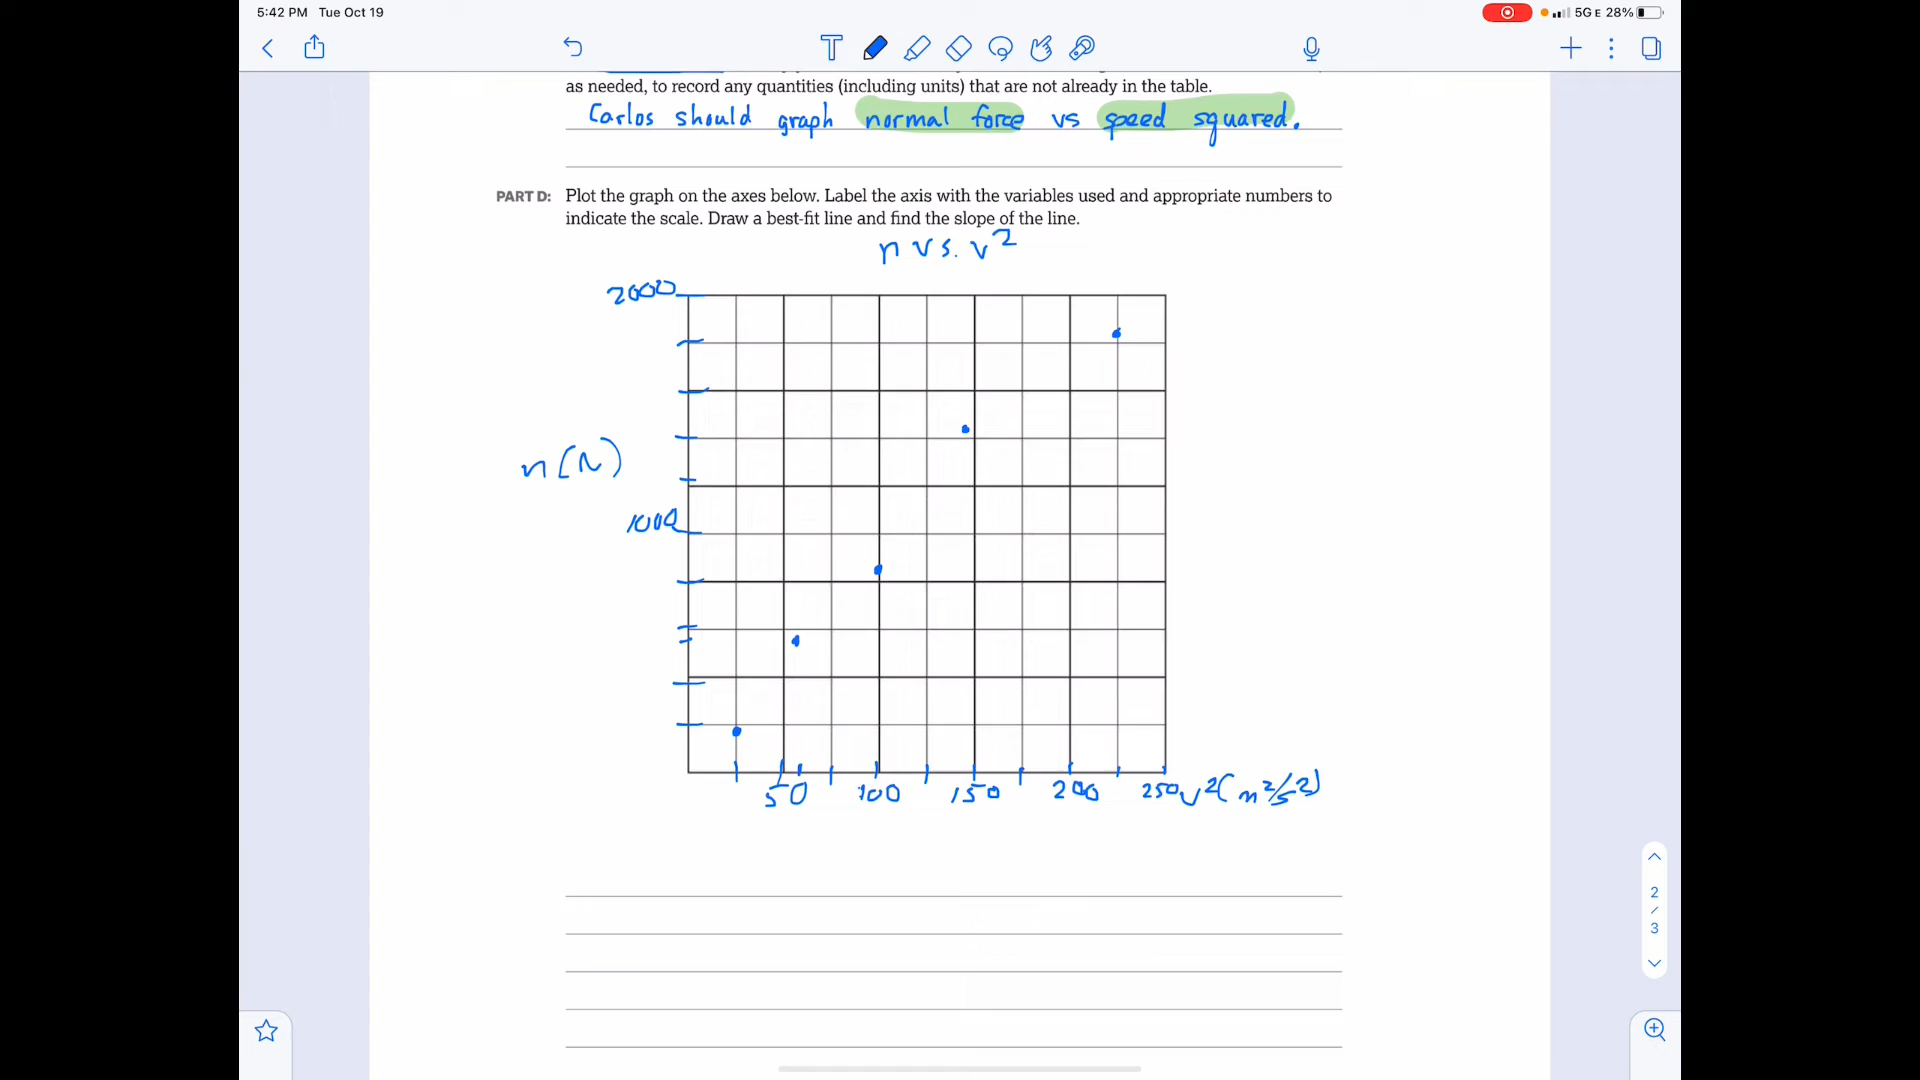 5:42 PM Tue Oct 19
5G E 28%
as needed, to record any quantities (including units) that are not already in the table.
Carlos should graph normal force vs speed squared.
PART D: Plot the graph on the axes below. Label the axis with the variables used and appropriate numbers to
indicate the scale. Draw a best-fit line and find the slope of the line.
n vs. v²
2000
n (N)
1000
50 100 150 200 250 v² (m²/s²)
2
/
3